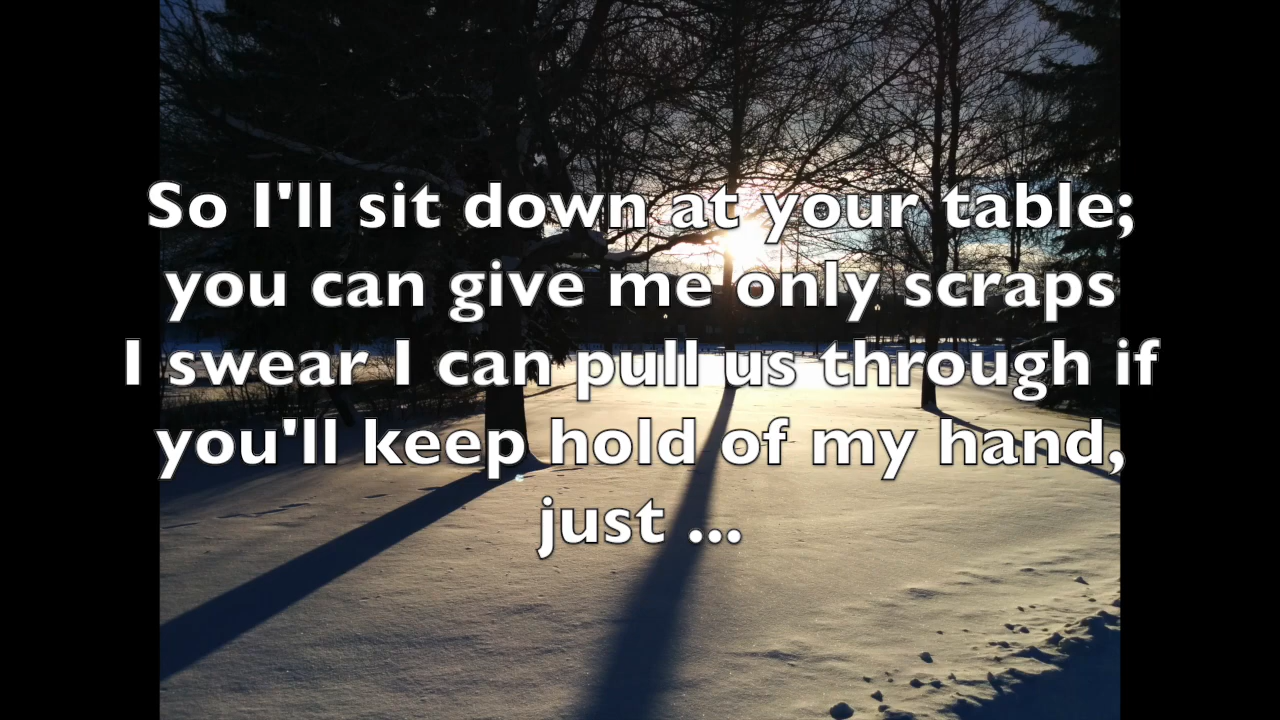 So I'll sit down at your table;
you can give me only scraps
I swear I can pull us through if
you'll keep hold of my hand,
just ...